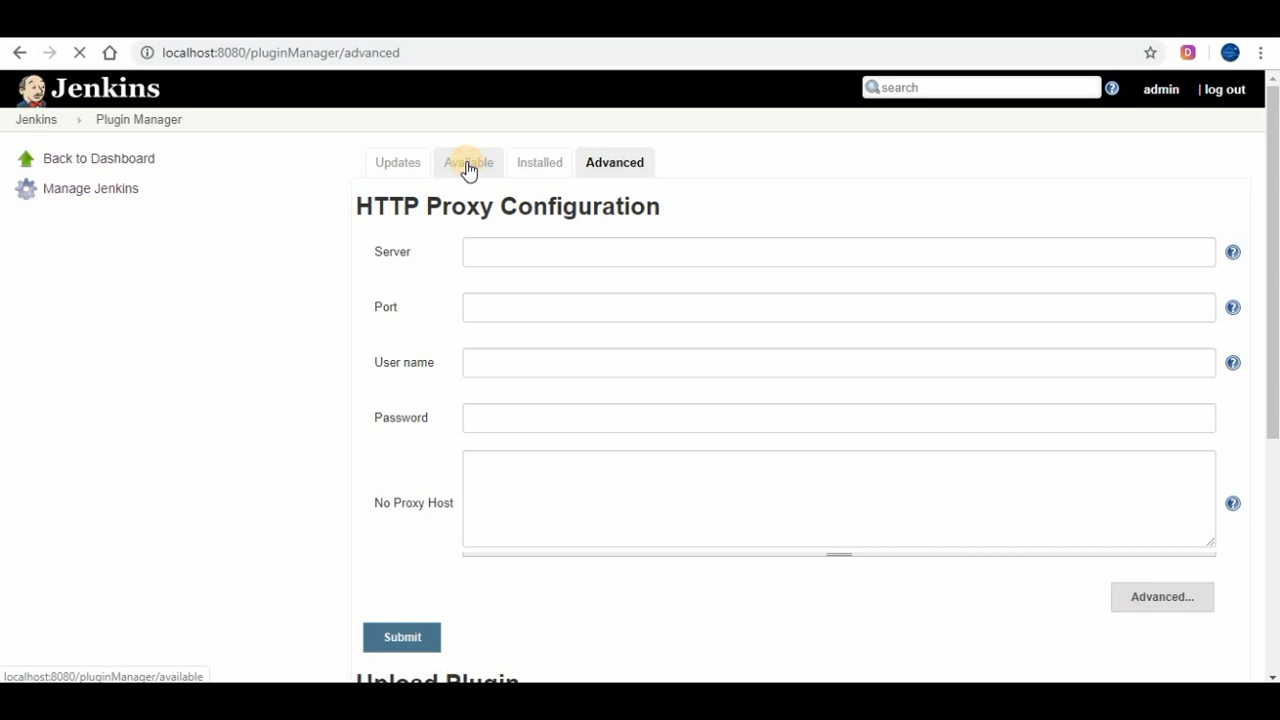 localhost:8080/pluginManager/advanced
D
Jenkins
search
admin
| log out
Jenkins
Plugin Manager
Back to Dashboard
Manage Jenkins
Updates
Available
Installed
Advanced
HTTP Proxy Configuration
Server
Port
User name
Password
No Proxy Host
Advanced...
Submit
Upload Plugin
localhost:8080/pluginManager/available